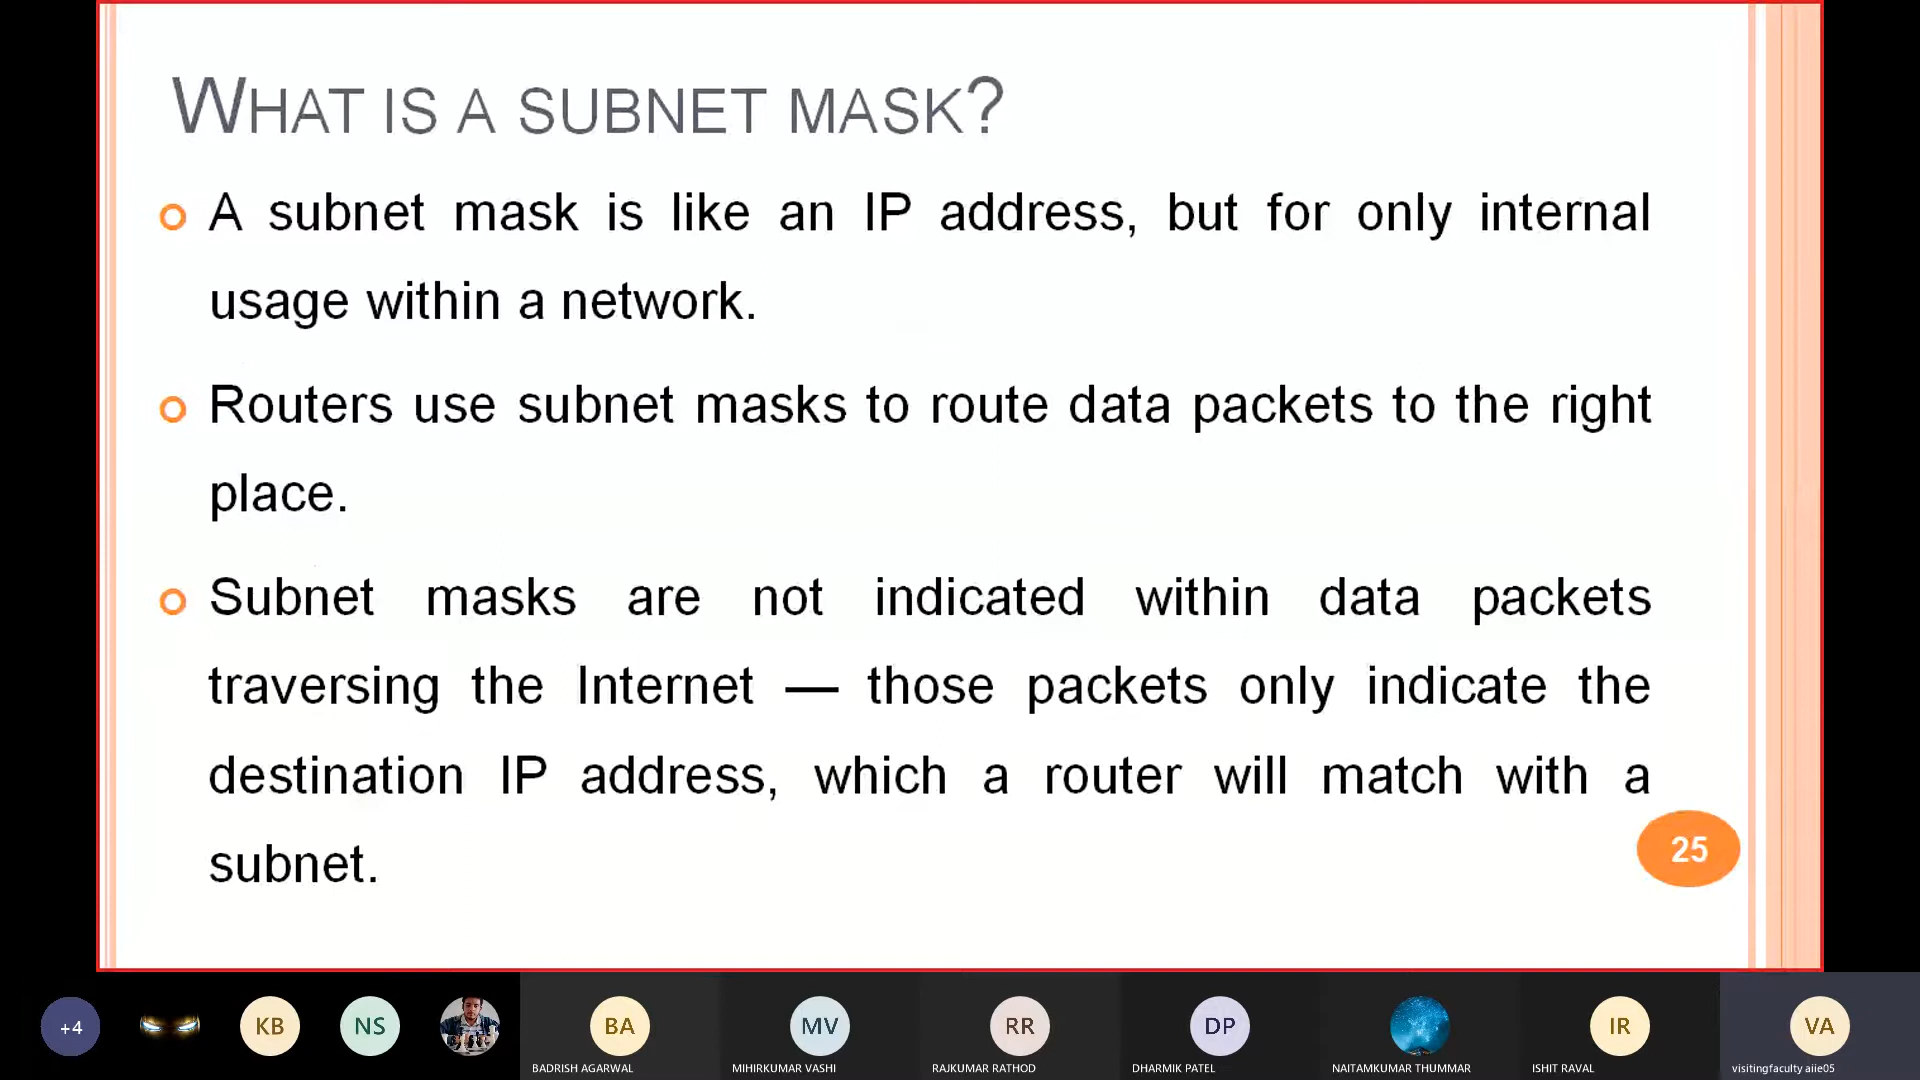 WHAT IS A SUBNET MASK?
A subnet mask is like an IP address, but for only internal
usage within a network.
Routers use subnet masks to route data packets to the right
place.
Subnet masks are not indicated within data packets
traversing the Internet — those packets only indicate the
destination IP address, which a router will match with a
subnet.
25
+4
KB
NS
BA
MV
RR
DP
IR
VA
BADRISH AGARWAL
MIHIRKUMAR VASHI
RAJKUMAR RATHOD
DHARMIK PATEL
NAITAMKUMAR THUMMAR
ISHIT RAVAL
visitingfaculty aiie05